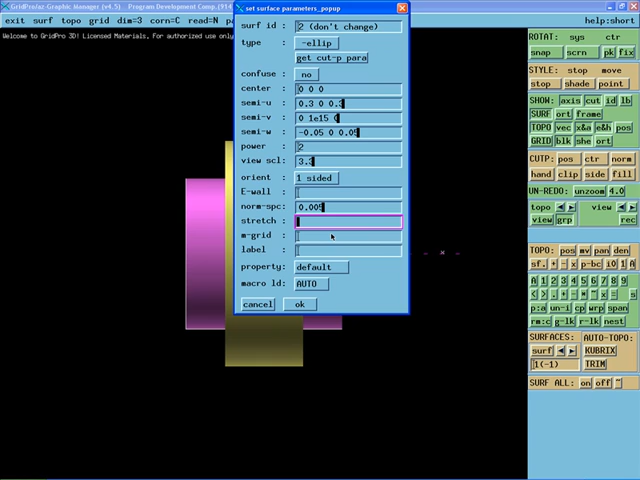 GridPro/az-Graphic Manager (v4.5) Program Development Comp.(914
exit surf topo grid dim=3 corn=C read=N
help:short
Welcome to GridPro 3D! Licensed Materials. For authorized use only
set surface parameters_popup
surf id : 2 (don't change)
type : -ellip
get cut-p para
confuse : no
center : 0 0 0
semi-u : 0.3 0 0.3
semi-v : 0 1e15 0
semi-w : -0.05 0 0.05
power : 2
view scl: 3.3
orient : 1 sided
E-wall :
norm-spc: 0.005
stretch :
m-grid :
label :
property: default
macro Id: AUTO
cancel ok
ROTAT: sys ctr
snap scrn pk fix
STYLE: stop move
stop shade point
SHOW: axis cut id lb
SURF ort frame
TOPO vec x&a e&h pos
GRID blk she ort
CUTP: pos ctr norm
hand clip side fill
UN-REDO: unzoom 4.0
topo view
view grp rec
TOPO: pos mv pan den
sf. + - x p-bc i0 1 A
A 1 2 3 4 5 6 7 8
p:a un-i cp wrp span
rm:c g-lk r-lk nest
SURFACES: AUTO-TOPO:
surf KUBRIX
1(-1) TRIM
SURF ALL: on off